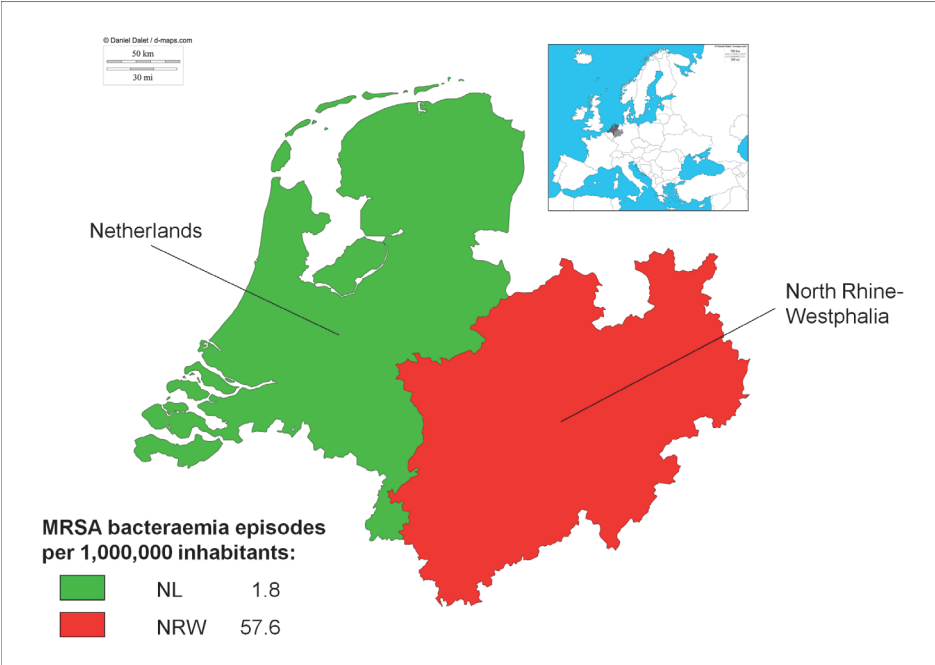 © Daniel Dalet / d-maps.com
50 km
30 mi
Netherlands
North Rhine-
Westphalia
MRSA bacteraemia episodes
per 1,000,000 inhabitants:
NL 1.8
NRW 57.6